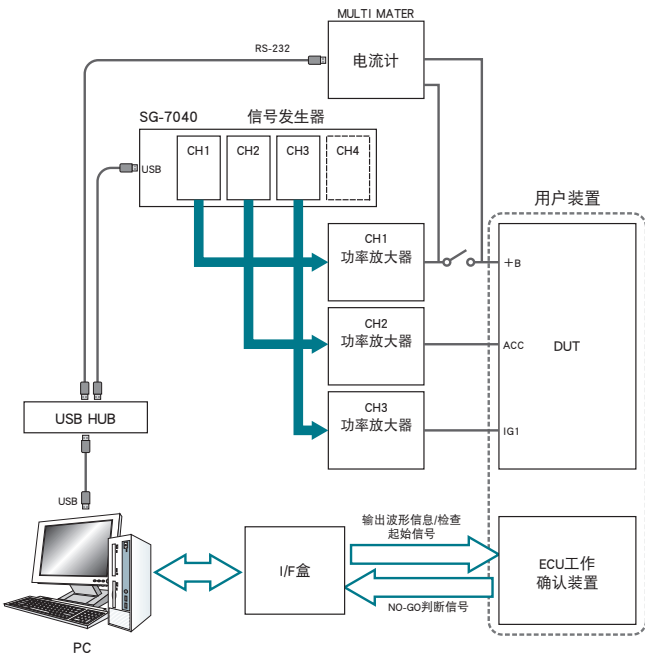 MULTI MATER
RS-232
电流计
SG-7040
信号发生器
USB
CH1
CH2
CH3
CH4
用户装置
CH1
功率放大器
+B
CH2
功率放大器
ACC
DUT
CH3
功率放大器
IG1
USB HUB
USB
PC
I/F盒
输出波形信息/检查
起始信号
NO-GO判断信号
ECU工作
确认装置